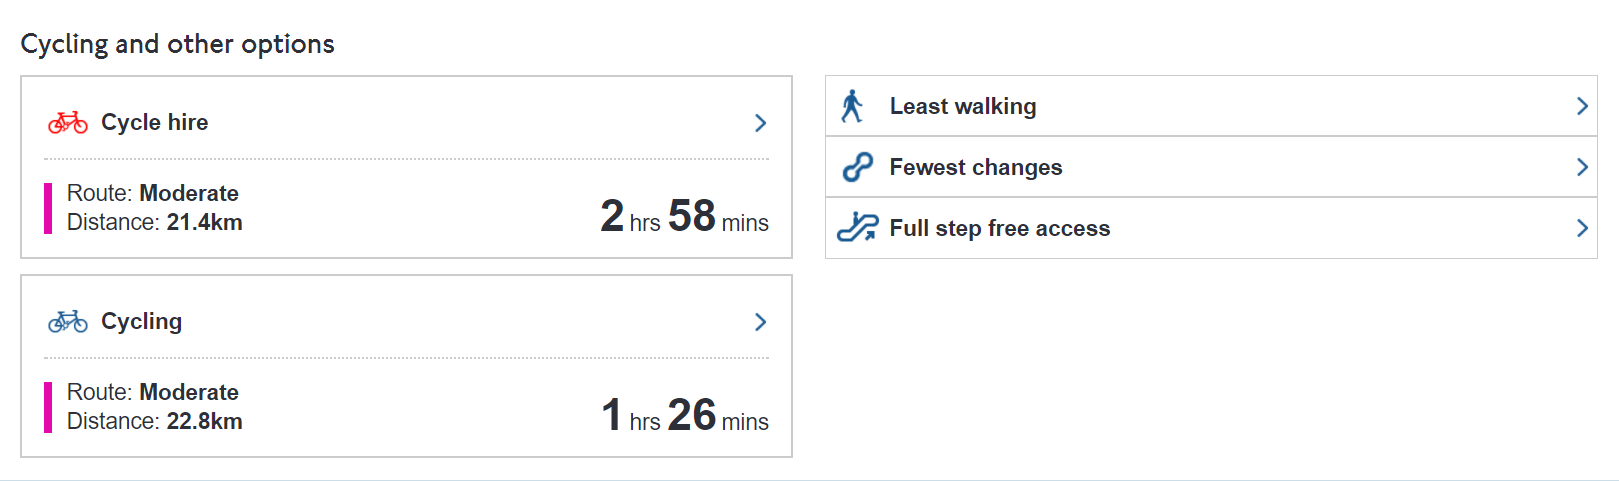 Cycling and other options
Cycle hire
Route: Moderate
Distance: 21.4km
2 hrs 58 mins
Cycling
Route: Moderate
Distance: 22.8km
1 hrs 26 mins
Least walking
Fewest changes
Full step free access